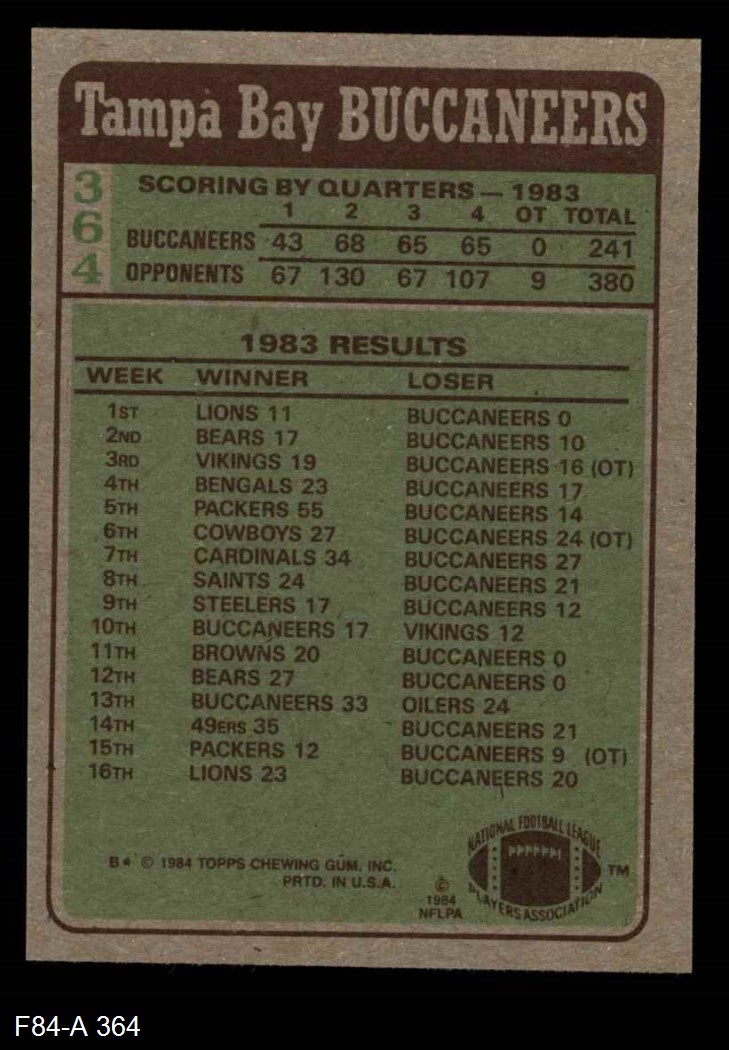 Tampa Bay BUCCANEERS
364
SCORING BY QUARTERS — 1983
1 2 3 4 OT TOTAL
BUCCANEERS 43 68 65 65 0 241
OPPONENTS 67 130 67 107 9 380
1983 RESULTS
WEEK WINNER LOSER
1ST LIONS 11 BUCCANEERS 0
2ND BEARS 17 BUCCANEERS 10
3RD VIKINGS 19 BUCCANEERS 16 (OT)
4TH BENGALS 23 BUCCANEERS 17
5TH PACKERS 55 BUCCANEERS 14
6TH COWBOYS 27 BUCCANEERS 24 (OT)
7TH CARDINALS 34 BUCCANEERS 27
8TH SAINTS 24 BUCCANEERS 21
9TH STEELERS 17 BUCCANEERS 12
10TH BUCCANEERS 17 VIKINGS 12
11TH BROWNS 20 BUCCANEERS 0
12TH BEARS 27 BUCCANEERS 0
13TH BUCCANEERS 33 OILERS 24
14TH 49ERS 35 BUCCANEERS 21
15TH PACKERS 12 BUCCANEERS 9 (OT)
16TH LIONS 23 BUCCANEERS 20
B* © 1984 TOPPS CHEWING GUM, INC.
PRTD. IN U.S.A.
© 1984 NFLPA
NATIONAL FOOTBALL LEAGUE
PLAYERS ASSOCIATION
TM
F84-A 364